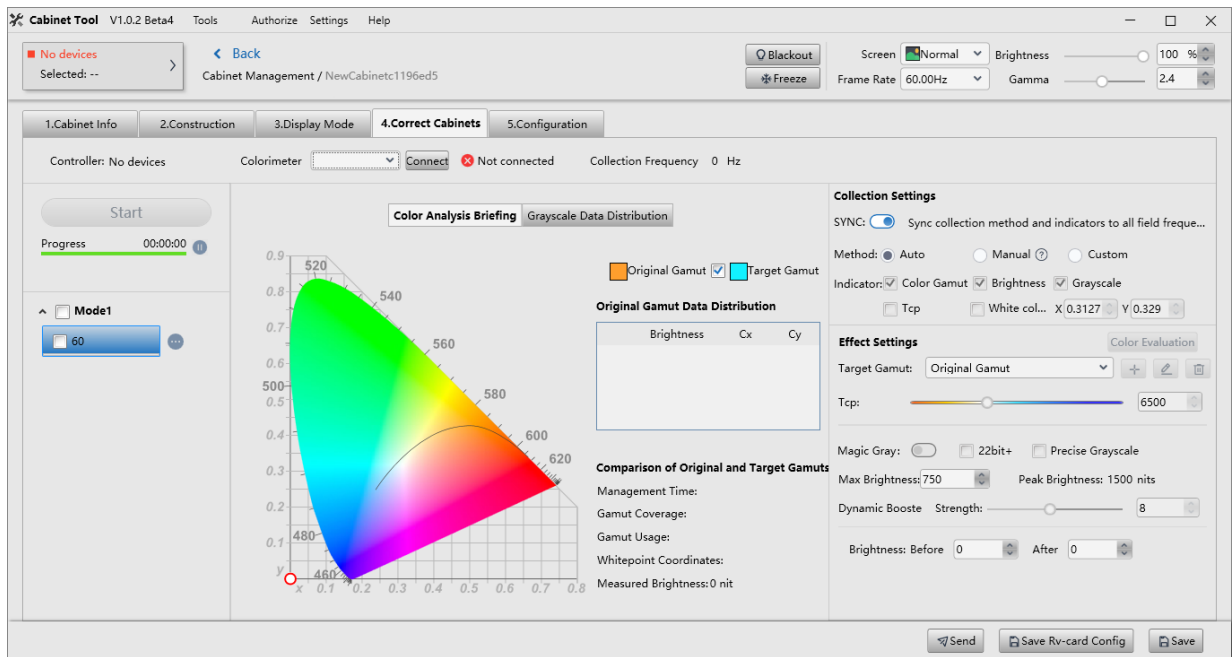 Cabinet Tool V1.0.2 Beta4 Tools Authorize Settings Help
No devices
Selected: --
Back
Cabinet Management / NewCabinetc1196ed5
Blackout
Freeze
Screen Normal Brightness 100 %
Frame Rate 60.00Hz Gamma 2.4
1.Cabinet Info 2.Construction 3.Display Mode 4.Correct Cabinets 5.Configuration
Controller: No devices Colorimeter Connect Not connected Collection Frequency 0 Hz
Start
Progress 00:00:00
Mode1
60
Color Analysis Briefing Grayscale Data Distribution
0.9
0.8
0.7
0.6
0.5
0.4
0.3
0.2
0.1
y
x 0.1 0.2 0.3 0.4 0.5 0.6 0.7 0.8
520
540
560
580
600
620
500
480
460
Original Gamut Target Gamut
Original Gamut Data Distribution
Brightness Cx Cy
Comparison of Original and Target Gamuts
Management Time:
Gamut Coverage:
Gamut Usage:
Whitepoint Coordinates:
Measured Brightness:0 nit
Collection Settings
SYNC: Sync collection method and indicators to all field freque...
Method: Auto Manual ? Custom
Indicator: Color Gamut Brightness Grayscale
Tcp White col... X 0.3127 Y 0.329
Effect Settings Color Evaluation
Target Gamut: Original Gamut
Tcp: 6500
Magic Gray: 22bit+ Precise Grayscale
Max Brightness:750 Peak Brightness: 1500 nits
Dynamic Booste Strength: 8
Brightness: Before 0 After 0
Send Save Rv-card Config Save